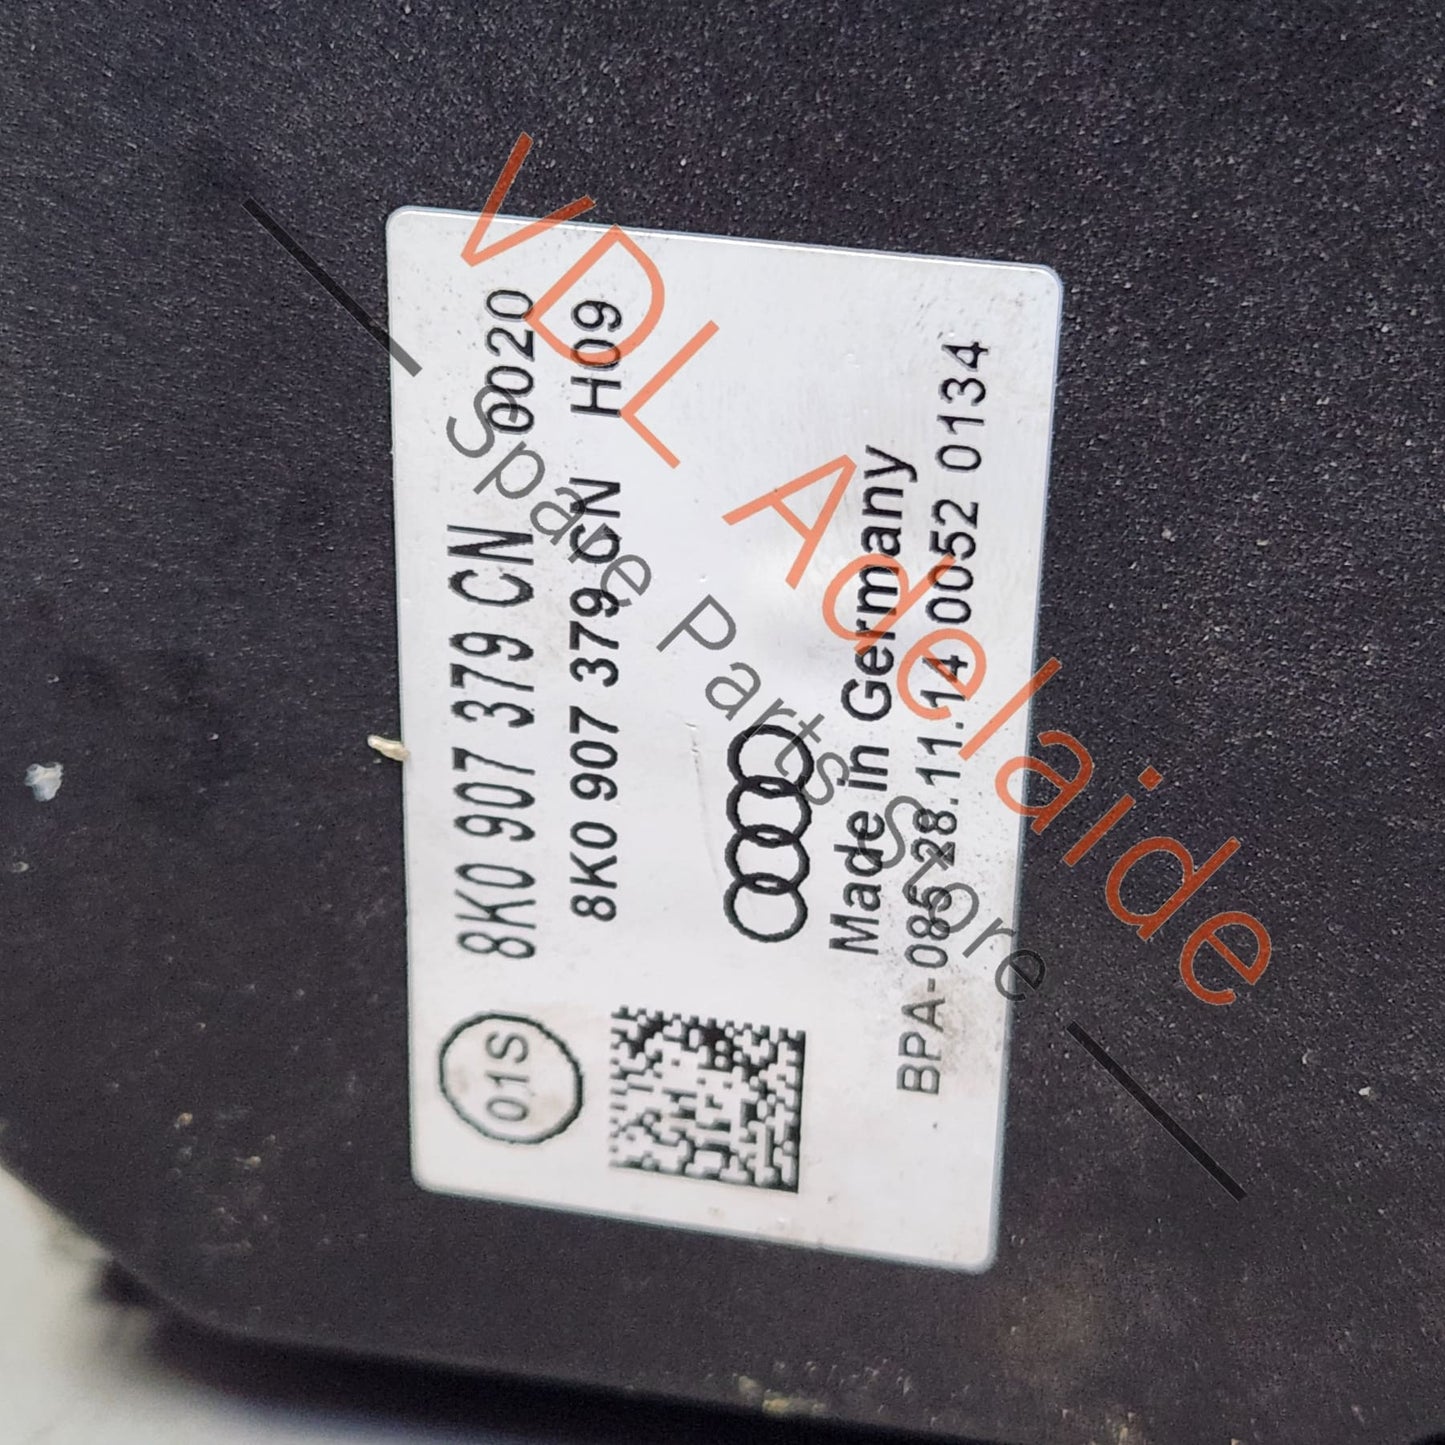 8K0 907 379 CN 0020
8K0 907 379 CN H09
Made in Germany
BPA-085 28.11.14 0052 0134
01S
VDL Adelaide
Spare Parts Store